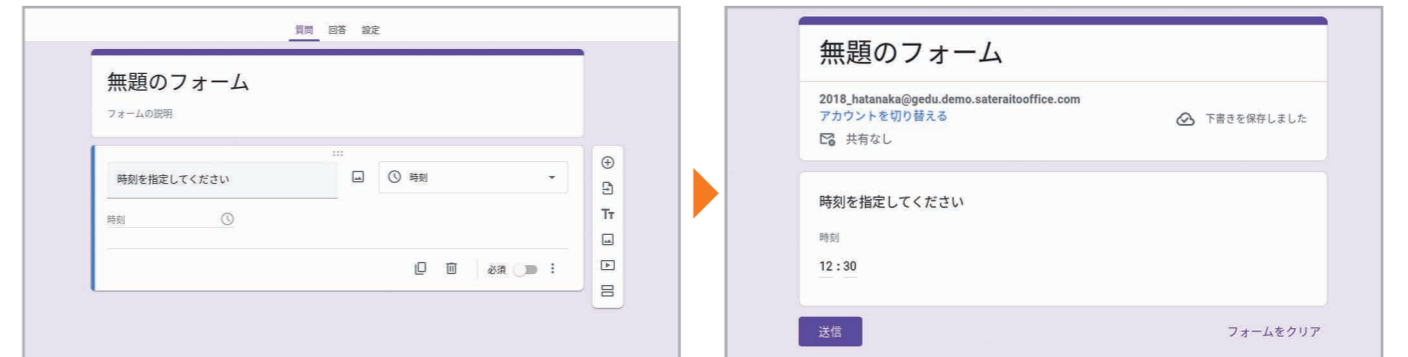 質問 回答 設定
無題のフォーム
フォームの説明
時刻を指定してください
時刻
時刻
必須
Tт
無題のフォーム
2018_hatanaka@gedu.demo.sateraitooffice.com
アカウントを切り替える
下書きを保存しました
共有なし
時刻を指定してください
時刻
12 : 30
送信
フォームをクリア